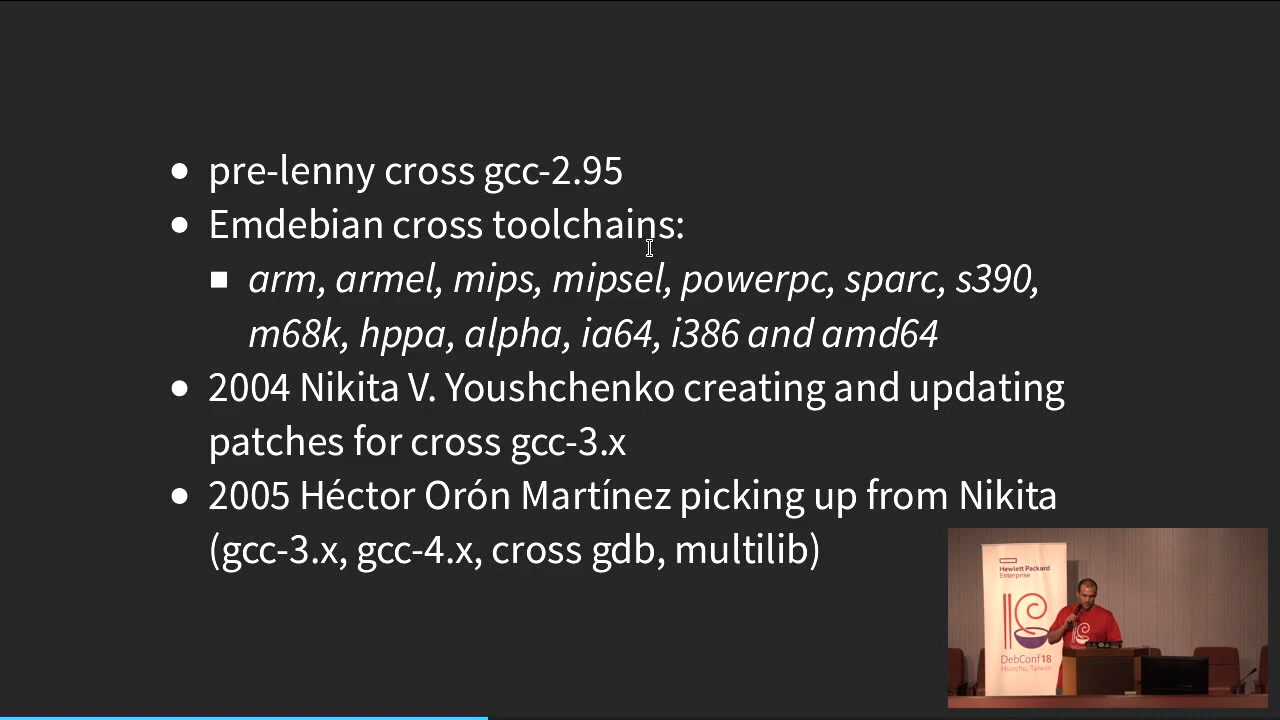 pre-lenny cross gcc-2.95
Emdebian cross toolchains:
arm, armel, mips, mipsel, powerpc, sparc, s390,
m68k, hppa, alpha, ia64, i386 and amd64
2004 Nikita V. Youshchenko creating and updating
patches for cross gcc-3.x
2005 Héctor Orón Martínez picking up from Nikita
(gcc-3.x, gcc-4.x, cross gdb, multilib)
Hewlett Packard
Enterprise
DebConf18
Hsinchu, Taiwan